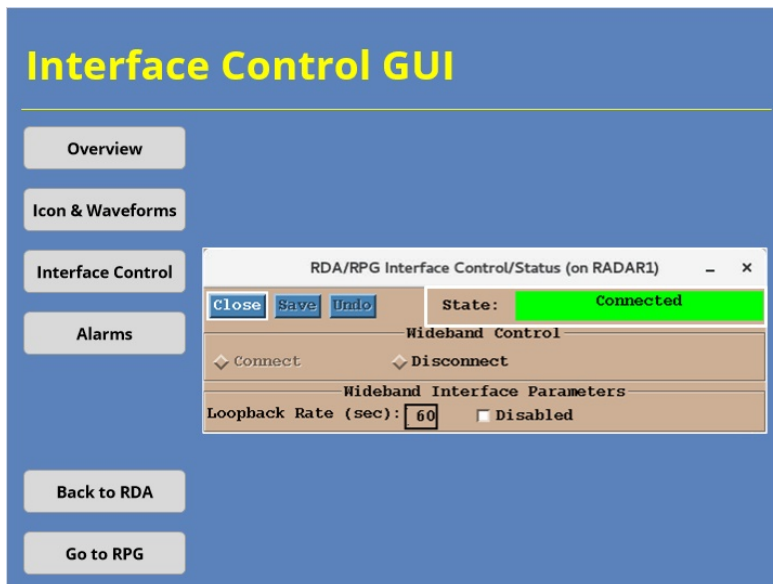 Interface Control GUI
Overview
Icon & Waveforms
Interface Control
Alarms
Back to RDA
Go to RPG
RDA/RPG Interface Control/Status (on RADAR1)
Close Save Undo State: Connected
Wideband Control
Connect Disconnect
Wideband Interface Parameters
Loopback Rate (sec): 60 Disabled